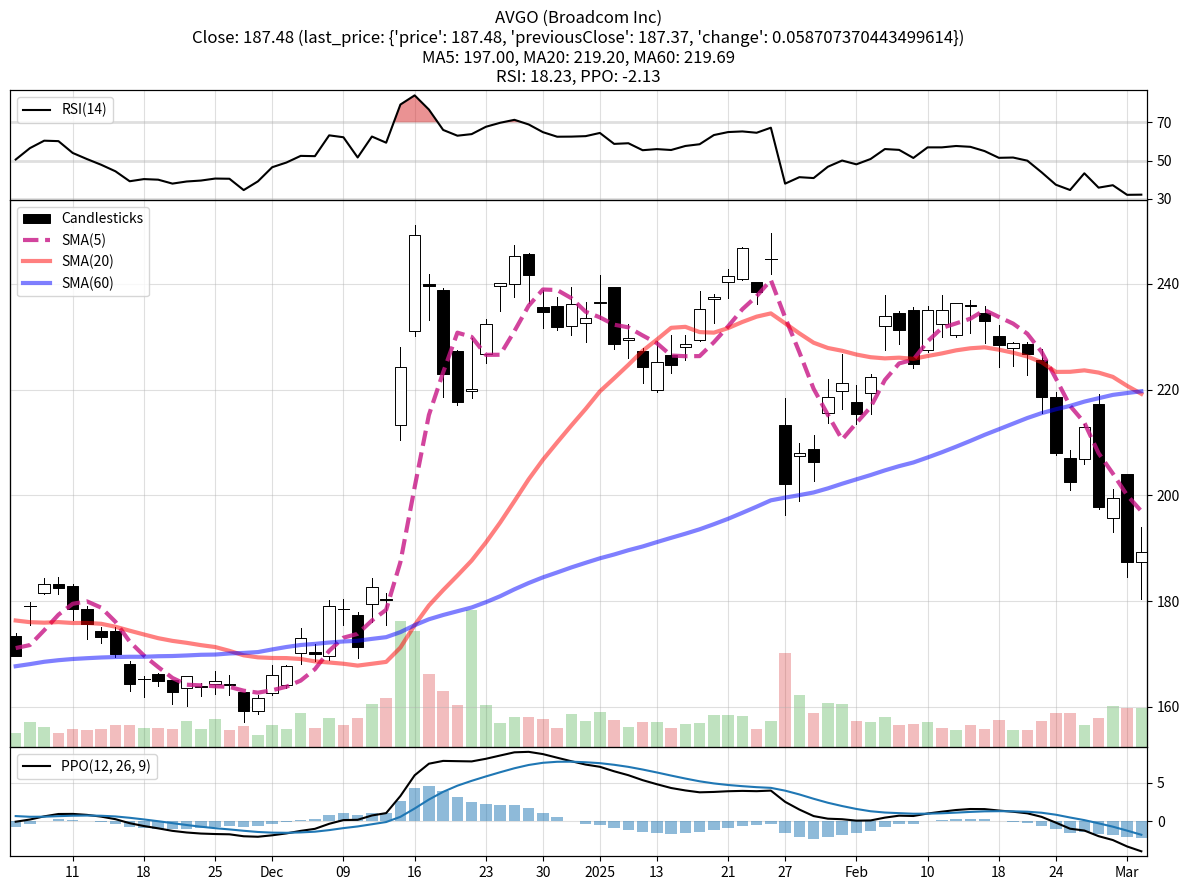 AVGO (Broadcom Inc)
Close: 187.48 (last_price: {'price': 187.48, 'previousClose': 187.37, 'change': 0.058707370443499614})
MA5: 197.00, MA20: 219.20, MA60: 219.69
RSI: 18.23, PPO: -2.13
RSI(14)
70
50
30
Candlesticks
SMA(5)
SMA(20)
SMA(60)
240
220
200
180
160
PPO(12, 26, 9)
5
0
11 18 25 Dec 09 16 23 30 2025 13 21 27 Feb 10 18 24 Mar